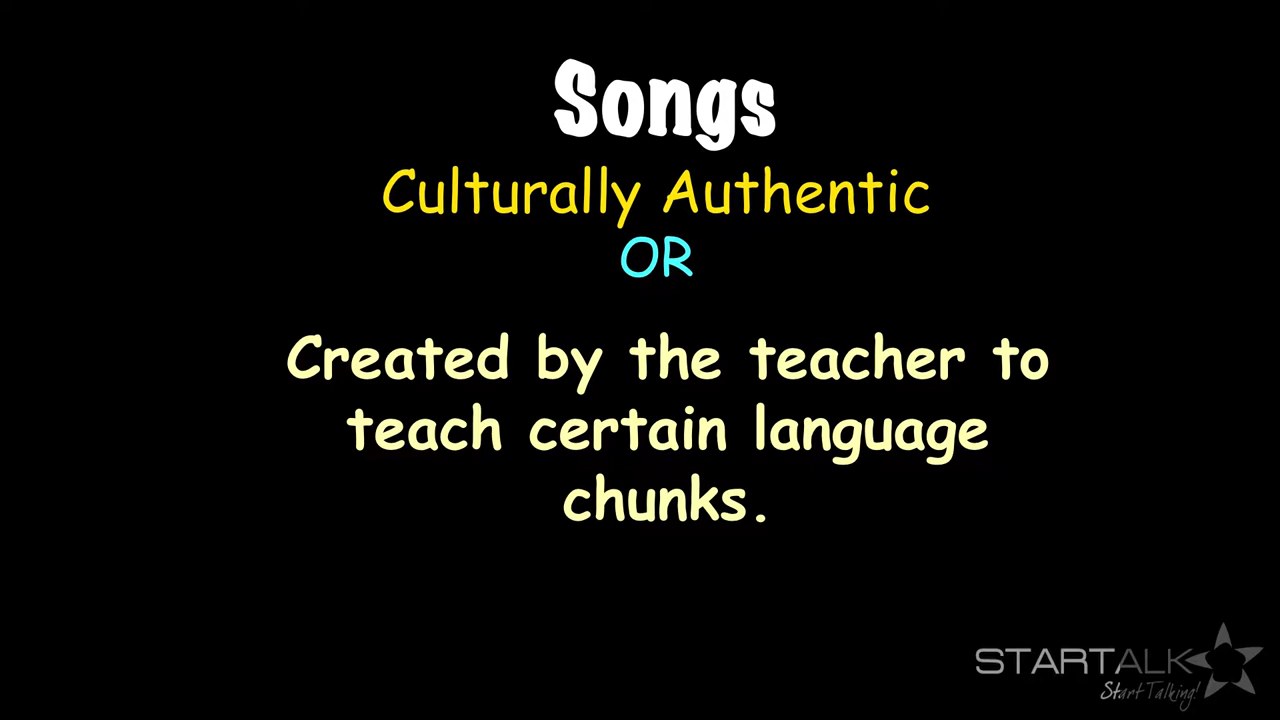 Songs
Culturally Authentic
OR
Created by the teacher to
teach certain language
chunks.
STARTALK
Start Talking!